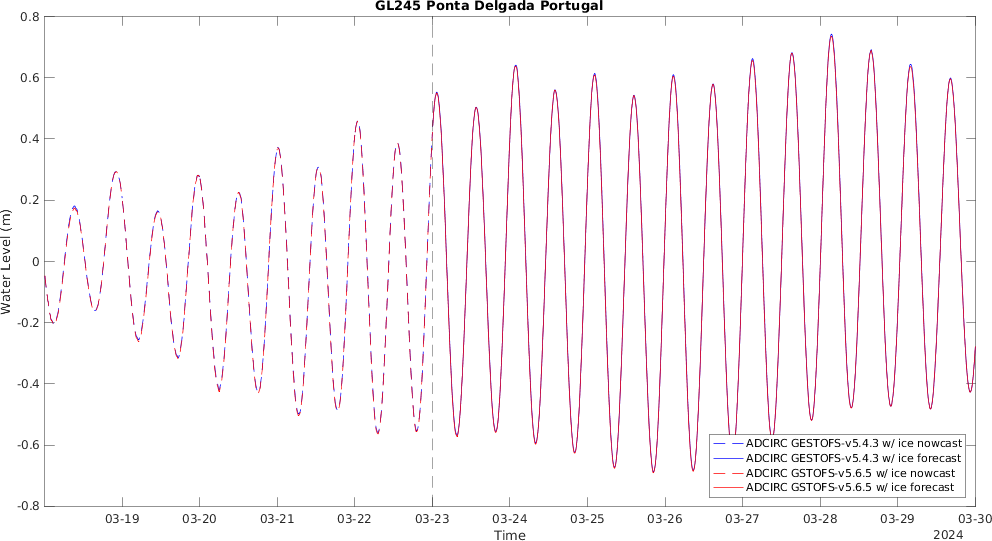 GL245 Ponta Delgada Portugal
0.8
0.6
0.4
0.2
0
-0.2
-0.4
-0.6
-0.8
Water Level (m)
ADCIRC GESTOFS-v5.4.3 w/ ice nowcast
ADCIRC GESTOFS-v5.4.3 w/ ice forecast
ADCIRC GSTOFS-v5.6.5 w/ ice nowcast
ADCIRC GSTOFS-v5.6.5 w/ ice forecast
03-19 03-20 03-21 03-22 03-23 03-24 03-25 03-26 03-27 03-28 03-29 03-30
Time
2024